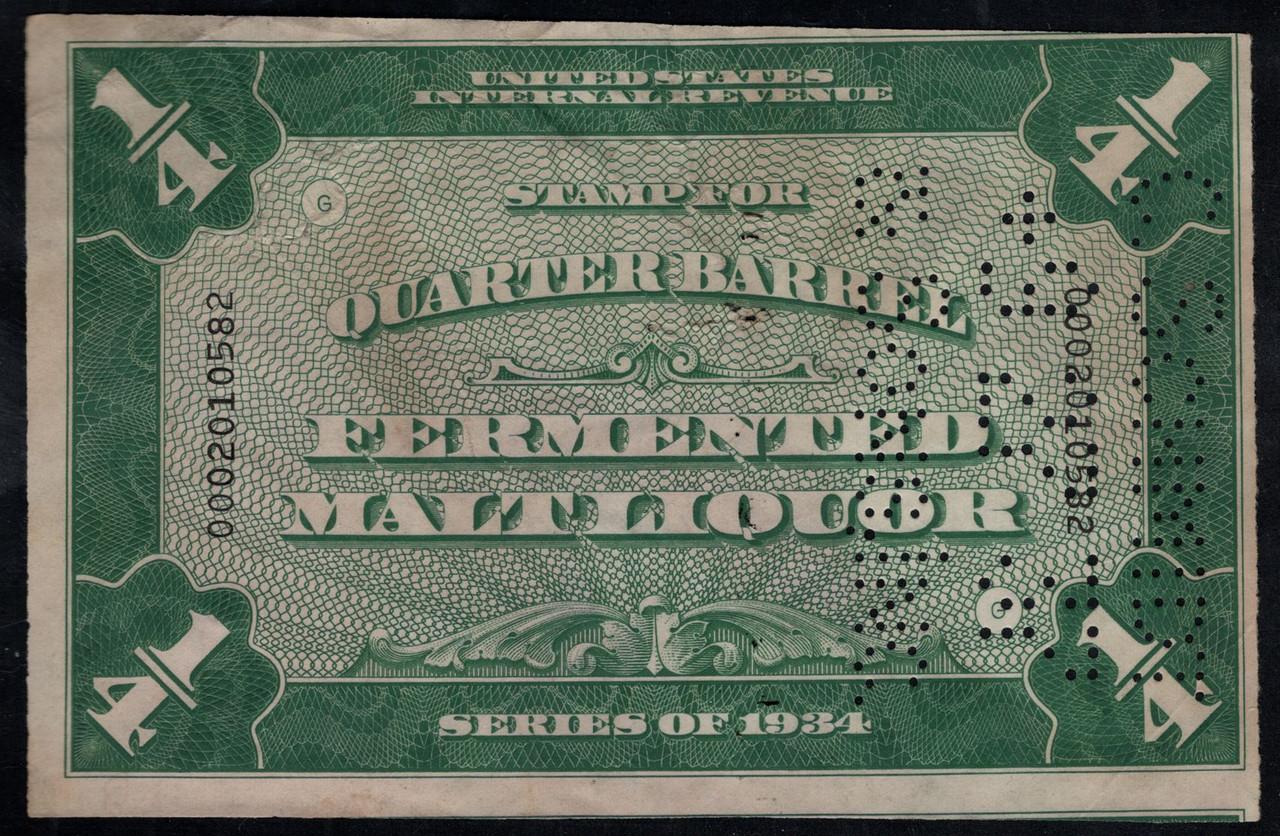 1/4
1/4
UNITED STATES
INTERNAL REVENUE
STAMP FOR
G
QUARTER BARREL
0002010582
0002010582
FERMENTED
MALT LIQUOR
G
1/4
1/4
SERIES OF 1934